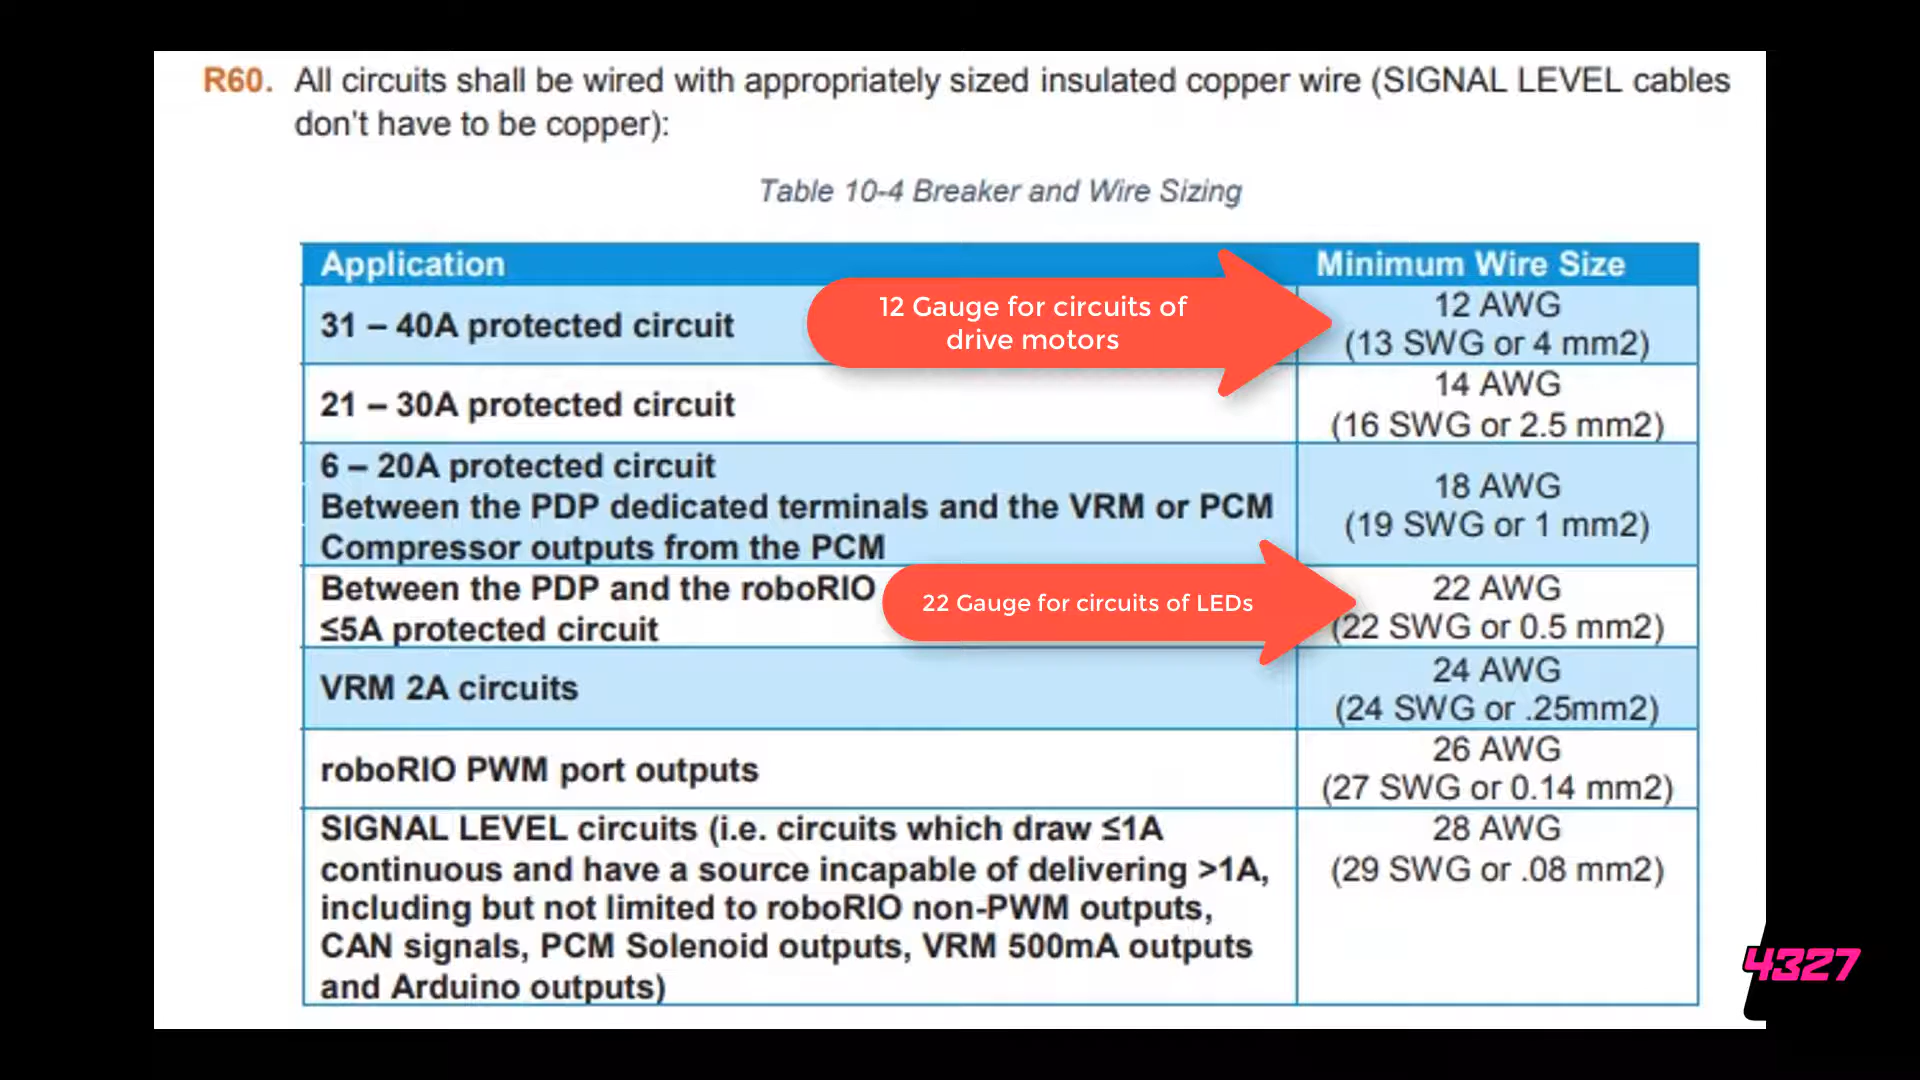 R60. All circuits shall be wired with appropriately sized insulated copper wire (SIGNAL LEVEL cables
don't have to be copper):
Table 10-4 Breaker and Wire Sizing
Application
Minimum Wire Size
31 – 40A protected circuit
12 Gauge for circuits of
drive motors
12 AWG
(13 SWG or 4 mm2)
21 – 30A protected circuit
14 AWG
(16 SWG or 2.5 mm2)
6 – 20A protected circuit
Between the PDP dedicated terminals and the VRM or PCM
Compressor outputs from the PCM
18 AWG
(19 SWG or 1 mm2)
Between the PDP and the roboRIO
≤5A protected circuit
22 Gauge for circuits of LEDs
22 AWG
(22 SWG or 0.5 mm2)
VRM 2A circuits
24 AWG
(24 SWG or .25mm2)
roboRIO PWM port outputs
26 AWG
(27 SWG or 0.14 mm2)
SIGNAL LEVEL circuits (i.e. circuits which draw ≤1A
continuous and have a source incapable of delivering >1A,
including but not limited to roboRIO non-PWM outputs,
CAN signals, PCM Solenoid outputs, VRM 500mA outputs
and Arduino outputs)
28 AWG
(29 SWG or .08 mm2)
4327